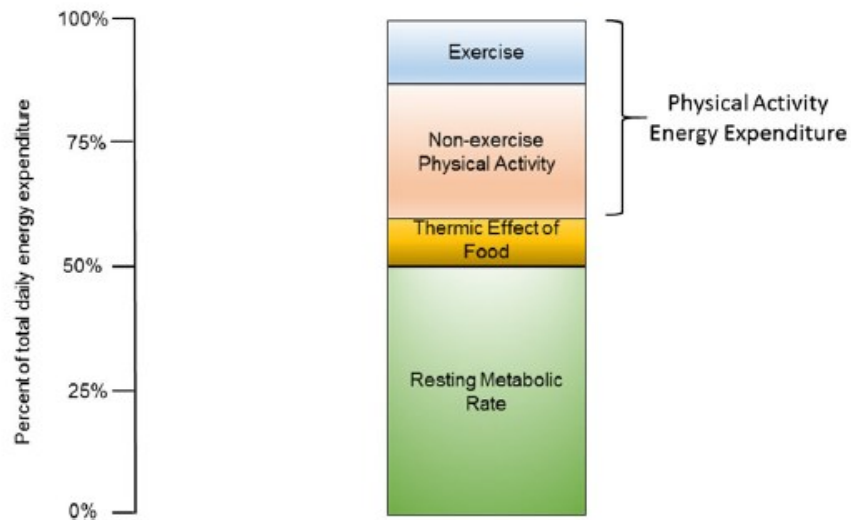 100%
75%
50%
25%
0%
Percent of total daily energy expenditure
Exercise
Non-exercise
Physical Activity
Thermic Effect of
Food
Resting Metabolic
Rate
Physical Activity
Energy Expenditure